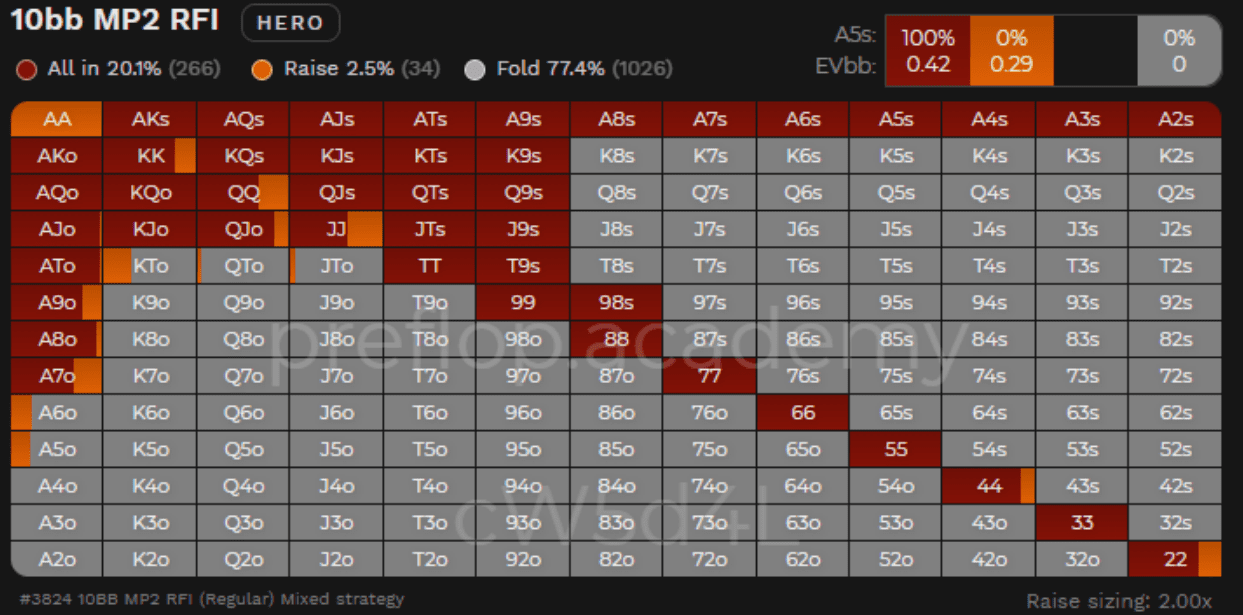 10bb MP2 RFI HERO
A5s: 100% 0% 0%
EVbb: 0.42 0.29 0
All in 20.1% (266) Raise 2.5% (34) Fold 77.4% (1026)
AA AKs AQs AJs ATs A9s A8s A7s A6s A5s A4s A3s A2s
AKo KK KQs KJs KTs K9s K8s K7s K6s K5s K4s K3s K2s
AQo KQo QQ QJs QTs Q9s Q8s Q7s Q6s Q5s Q4s Q3s Q2s
AJo KJo QJo JJ JTs J9s J8s J7s J6s J5s J4s J3s J2s
ATo KTo QTo JTo TT T9s T8s T7s T6s T5s T4s T3s T2s
A9o K9o Q9o J9o T9o 99 98s 97s 96s 95s 94s 93s 92s
A8o K8o Q8o J8o T8o 98o 88 87s 86s 85s 84s 83s 82s
preflop.academy
A7o K7o Q7o J7o T7o 97o 87o 77 76s 75s 74s 73s 72s
A6o K6o Q6o J6o T6o 96o 86o 76o 66 65s 64s 63s 62s
A5o K5o Q5o J5o T5o 95o 85o 75o 65o 55 54s 53s 52s
A4o K4o Q4o J4o T4o 94o 84o 74o 64o 54o 44 43s 42s
cW5d4L
A3o K3o Q3o J3o T3o 93o 83o 73o 63o 53o 43o 33 32s
A2o K2o Q2o J2o T2o 92o 82o 72o 62o 52o 42o 32o 22
#3824 10BB MP2 RFI (Regular) Mixed strategy
Raise sizing: 2.00x